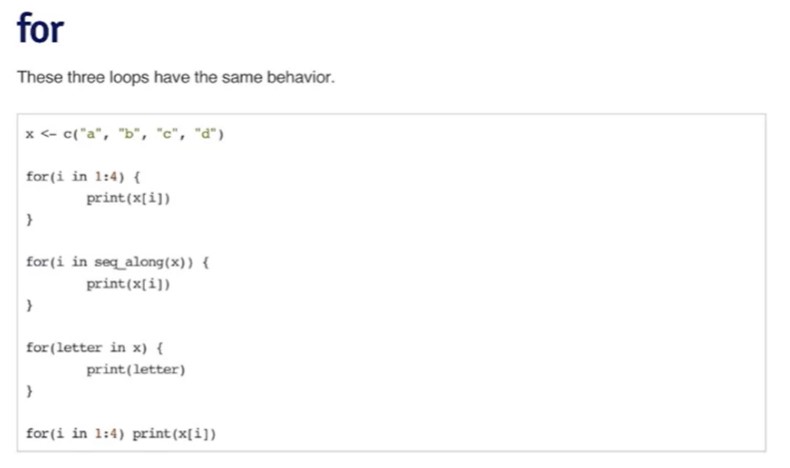 for
These three loops have the same behavior.
x <- c("a", "b", "c", "d")
for(i in 1:4) {
        print(x[i])
}
for(i in seq_along(x)) {
        print(x[i])
}
for(letter in x) {
        print(letter)
}
for(i in 1:4) print(x[i])